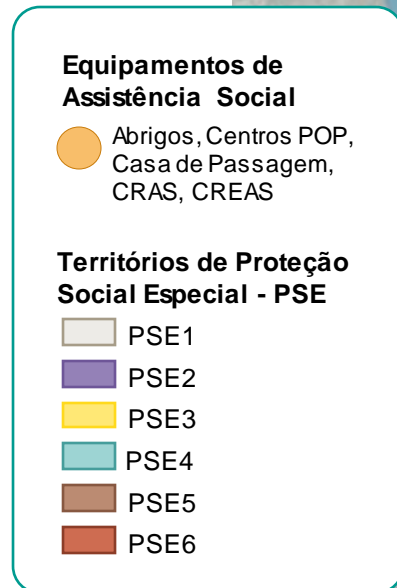 Equipamentos de
Assistência Social
Abrigos, Centros POP,
Casa de Passagem,
CRAS, CREAS
Territórios de Proteção
Social Especial - PSE
PSE1
PSE2
PSE3
PSE4
PSE5
PSE6